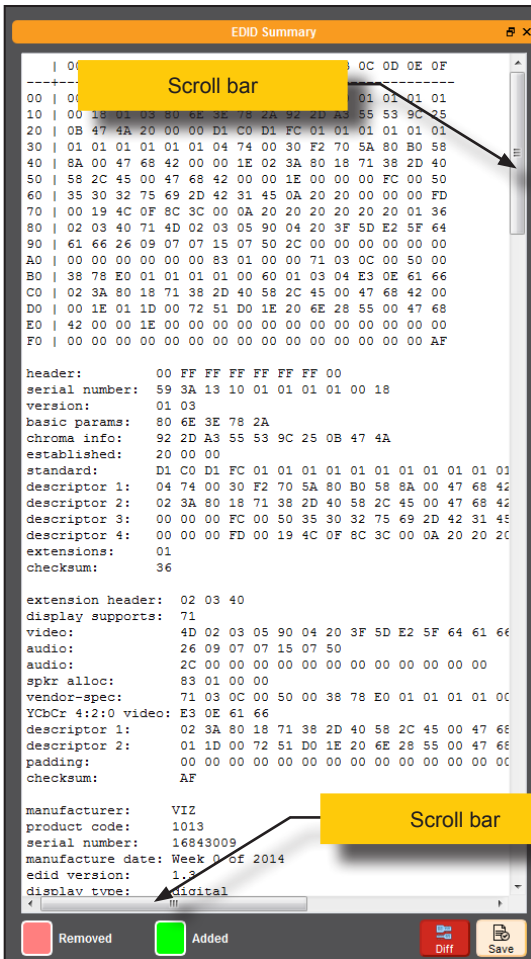 EDID Summary
| 0C 0D 0E 0F
Scroll bar
00 | 01 01 01 01
10 | 00 18 01 03 80 6E 3E 78 2A 92 2D A3 55 53 9C 25
20 | 0B 47 4A 20 00 00 D1 C0 D1 FC 01 01 01 01 01 01
30 | 01 01 01 01 01 01 04 74 00 30 F2 70 5A 80 B0 58
40 | 8A 00 47 68 42 00 00 1E 02 3A 80 18 71 38 2D 40
50 | 58 2C 45 00 47 68 42 00 00 1E 00 00 00 FC 00 50
60 | 35 30 32 75 69 2D 42 31 45 0A 20 20 00 00 00 FD
70 | 00 19 4C 0F 8C 3C 00 0A 20 20 20 20 20 20 01 36
80 | 02 03 40 71 4D 02 03 05 90 04 20 3F 5D E2 5F 64
90 | 61 66 26 09 07 07 15 07 50 2C 00 00 00 00 00 00
A0 | 00 00 00 00 00 00 83 01 00 00 71 03 0C 00 50 00
B0 | 38 78 E0 01 01 01 01 00 60 01 03 04 E3 0E 61 66
C0 | 02 3A 80 18 71 38 2D 40 58 2C 45 00 47 68 42 00
D0 | 00 1E 01 1D 00 72 51 D0 1E 20 6E 28 55 00 47 68
E0 | 42 00 00 1E 00 00 00 00 00 00 00 00 00 00 00 00
F0 | 00 00 00 00 00 00 00 00 00 00 00 00 00 00 00 AF
header: 00 FF FF FF FF FF FF 00
serial number: 59 3A 13 10 01 01 01 01 00 18
version: 01 03
basic params: 80 6E 3E 78 2A
chroma info: 92 2D A3 55 53 9C 25 0B 47 4A
established: 20 00 00
standard: D1 C0 D1 FC 01 01 01 01 01 01 01 01 01 01 01
descriptor 1: 04 74 00 30 F2 70 5A 80 B0 58 8A 00 47 68 42
descriptor 2: 02 3A 80 18 71 38 2D 40 58 2C 45 00 47 68 42
descriptor 3: 00 00 00 FC 00 50 35 30 32 75 69 2D 42 31 45
descriptor 4: 00 00 00 FD 00 19 4C 0F 8C 3C 00 0A 20 20 20
extensions: 01
checksum: 36
extension header: 02 03 40
display supports: 71
video: 4D 02 03 05 90 04 20 3F 5D E2 5F 64 61 66
audio: 26 09 07 07 15 07 50
audio: 2C 00 00 00 00 00 00 00 00 00 00 00 00
spkr alloc: 83 01 00 00
vendor-spec: 71 03 0C 00 50 00 38 78 E0 01 01 01 01 00
YCbCr 4:2:0 video: E3 0E 61 66
descriptor 1: 02 3A 80 18 71 38 2D 40 58 2C 45 00 47 68
descriptor 2: 01 1D 00 72 51 D0 1E 20 6E 28 55 00 47 68
padding: 00 00 00 00 00 00 00 00 00 00 00 00 00 00
checksum: AF
manufacturer: VIZ
product code: 1013
Scroll bar
serial number: 16843009
manufacture date: Week 0 of 2014
edid version: 1.3
display type: digital
Removed Added
Diff Save